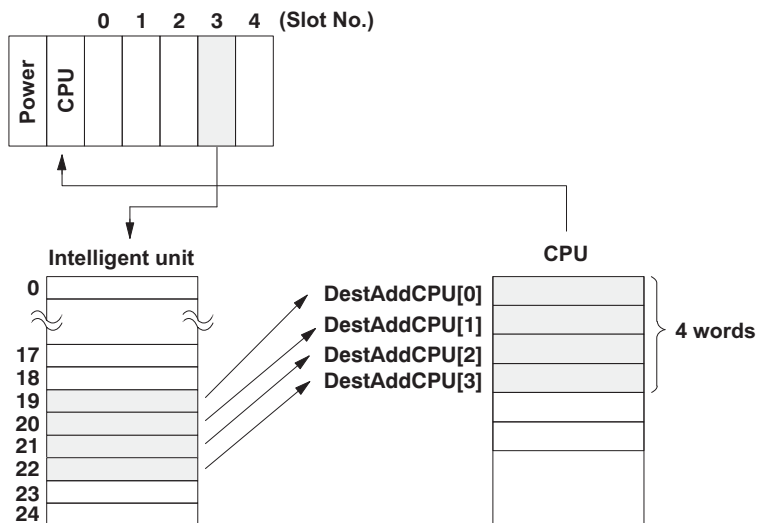 0 1 2 3 4 (Slot No.)
Power
CPU
Intelligent unit
CPU
0
17
18
19
20
21
22
23
24
DestAddCPU[0]
DestAddCPU[1]
DestAddCPU[2]
DestAddCPU[3]
4 words